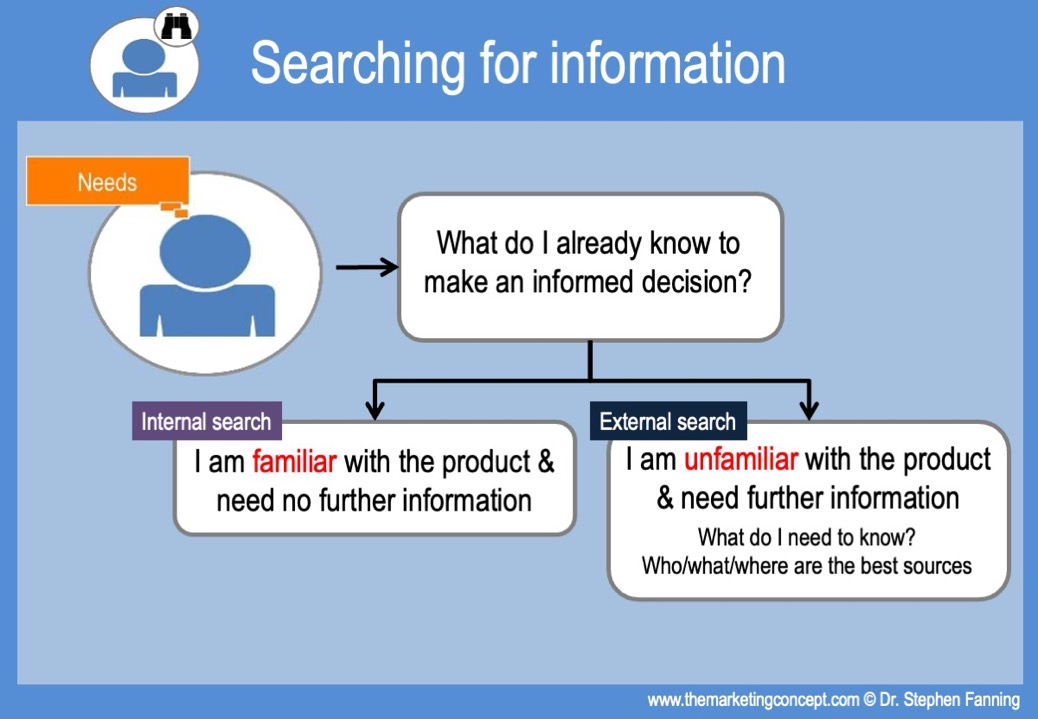 Searching for information
Needs
What do I already know to
make an informed decision?
Internal search
I am familiar with the product &
need no further information
External search
I am unfamiliar with the product
& need further information
What do I need to know?
Who/what/where are the best sources
www.themarketingconcept.com © Dr. Stephen Fanning